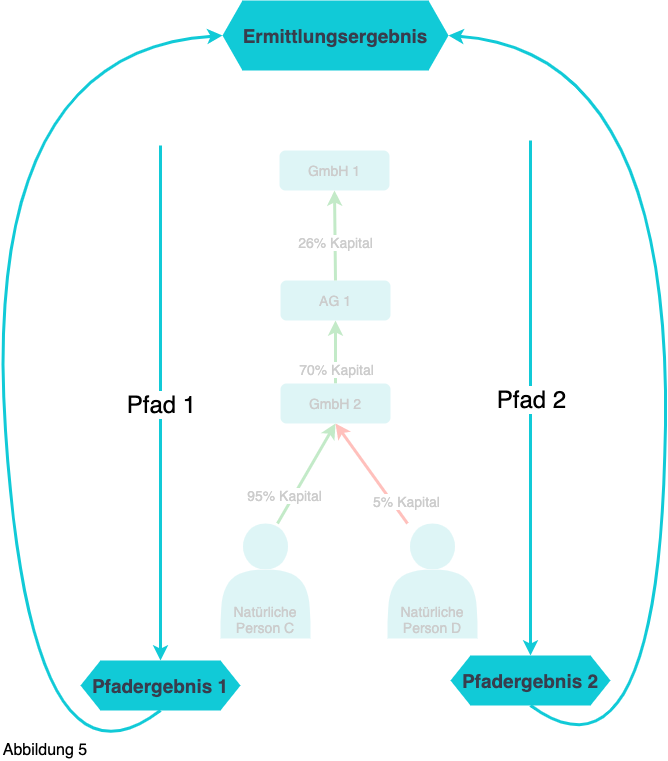 Ermittlungsergebnis
GmbH 1
26% Kapital
AG 1
70% Kapital
GmbH 2
Pfad 1
Pfad 2
95% Kapital
5% Kapital
Natürliche
Person C
Natürliche
Person D
Pfadergebnis 1
Pfadergebnis 2
Abbildung 5